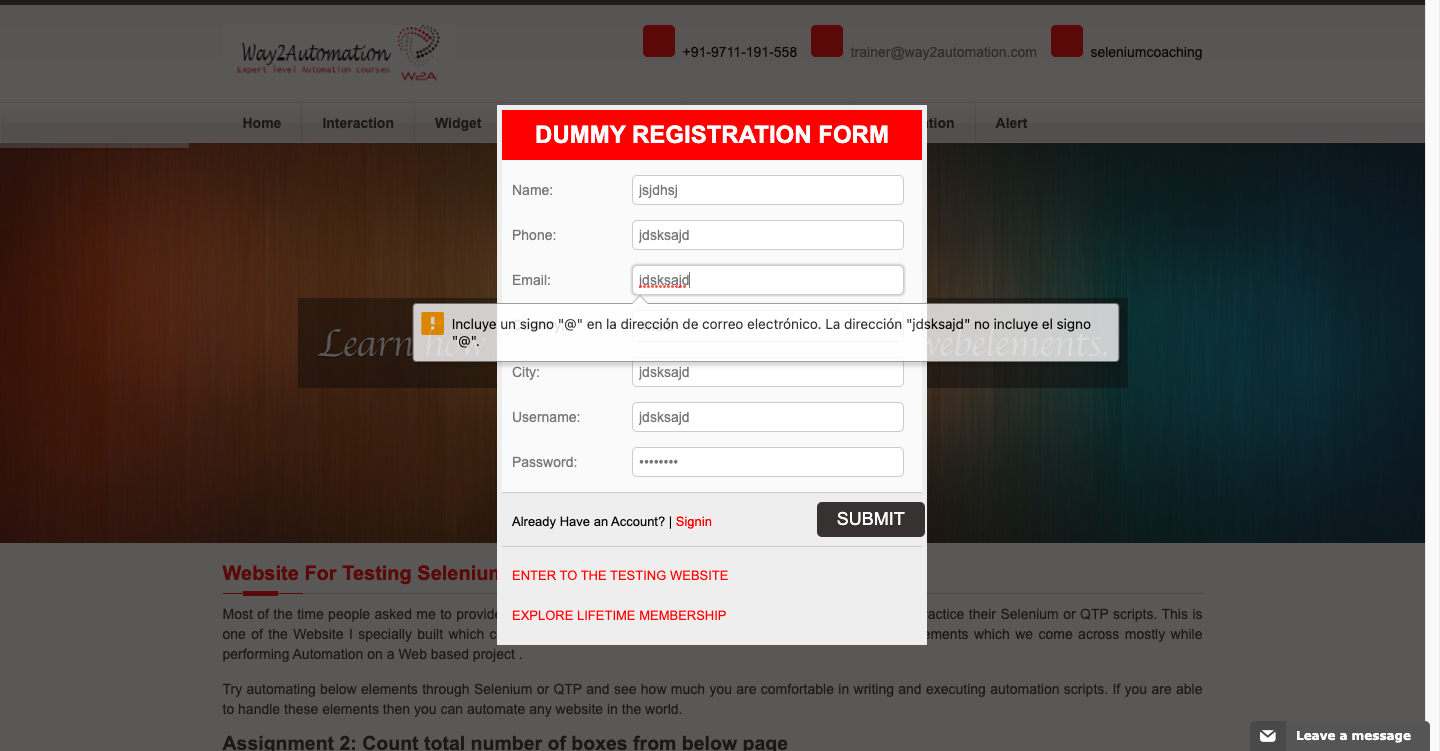 Way2Automation
Expert level Automation courses
W2A
+91-9711-191-558
trainer@way2automation.com
seleniumcoaching
Home
Interaction
Widget
Alert
DUMMY REGISTRATION FORM
Name:
jsjdhsj
Phone:
jdsksajd
Email:
jdsksajd
Incluye un signo "@" en la dirección de correo electrónico. La dirección "jdsksajd" no incluye el signo
"@".
Learn how
webelements.
City:
jdsksajd
Username:
jdsksajd
Password:
••••••••
Already Have an Account? | Signin
SUBMIT
ENTER TO THE TESTING WEBSITE
EXPLORE LIFETIME MEMBERSHIP
Website For Testing Selenium
Most of the time people asked me to provide
practice their Selenium or QTP scripts. This is
one of the Website I specially built which
elements which we come across mostly while
performing Automation on a Web based project .
Try automating below elements through Selenium or QTP and see how much you are comfortable in writing and executing automation scripts. If you are able
to handle these elements then you can automate any website in the world.
Assignment 2: Count total number of boxes from below page
Leave a message